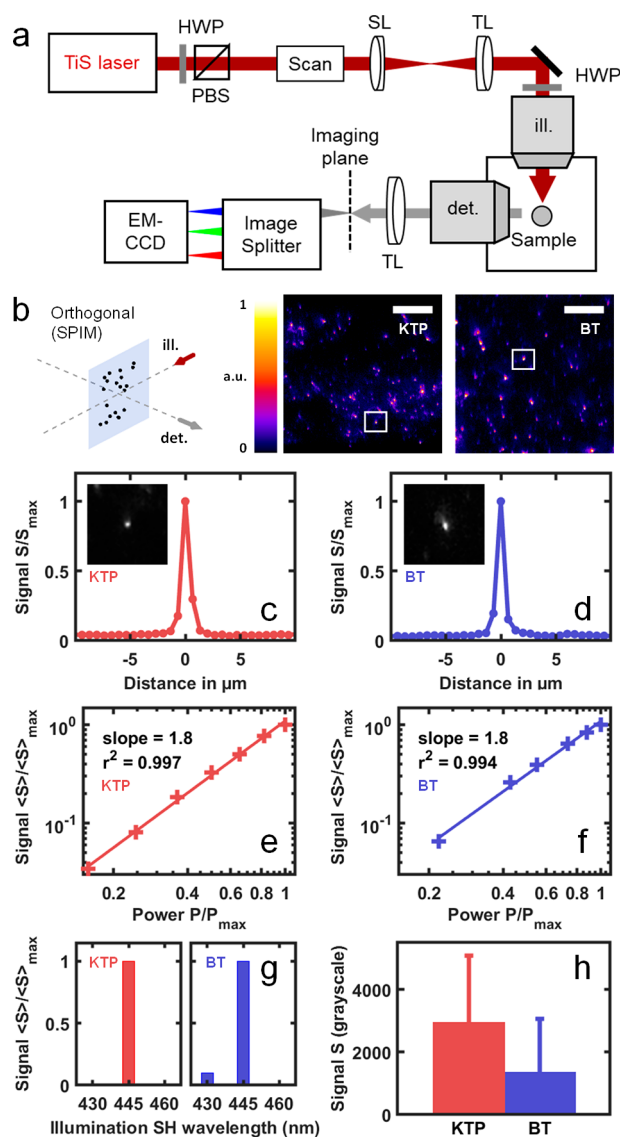 a
HWP
SL
TL
TiS laser
Scan
PBS
HWP
ill.
Imaging
plane
EM-
CCD
Image
Splitter
det.
TL
Sample
b
Orthogonal
(SPIM)
ill.
det.
1
a.u.
0
KTP
BT
Signal S/Smax
1
0.5
0
KTP
c
-5
0
5
Distance in µm
Signal S/Smax
1
0.5
0
BT
d
-5
0
5
Distance in µm
Signal <S>/<S>max
10^0
10^-1
slope = 1.8
r^2 = 0.997
KTP
e
0.2
0.4
0.6
0.8
1
Power P/Pmax
Signal <S>/<S>max
10^0
10^-1
slope = 1.8
r^2 = 0.994
BT
f
0.2
0.4
0.6
0.8
1
Power P/Pmax
Signal <S>/<S>max
1
0.5
0
KTP
BT
g
430 445 460
430 445 460
Illumination SH wavelength (nm)
Signal S (grayscale)
4000
2000
0
h
KTP
BT